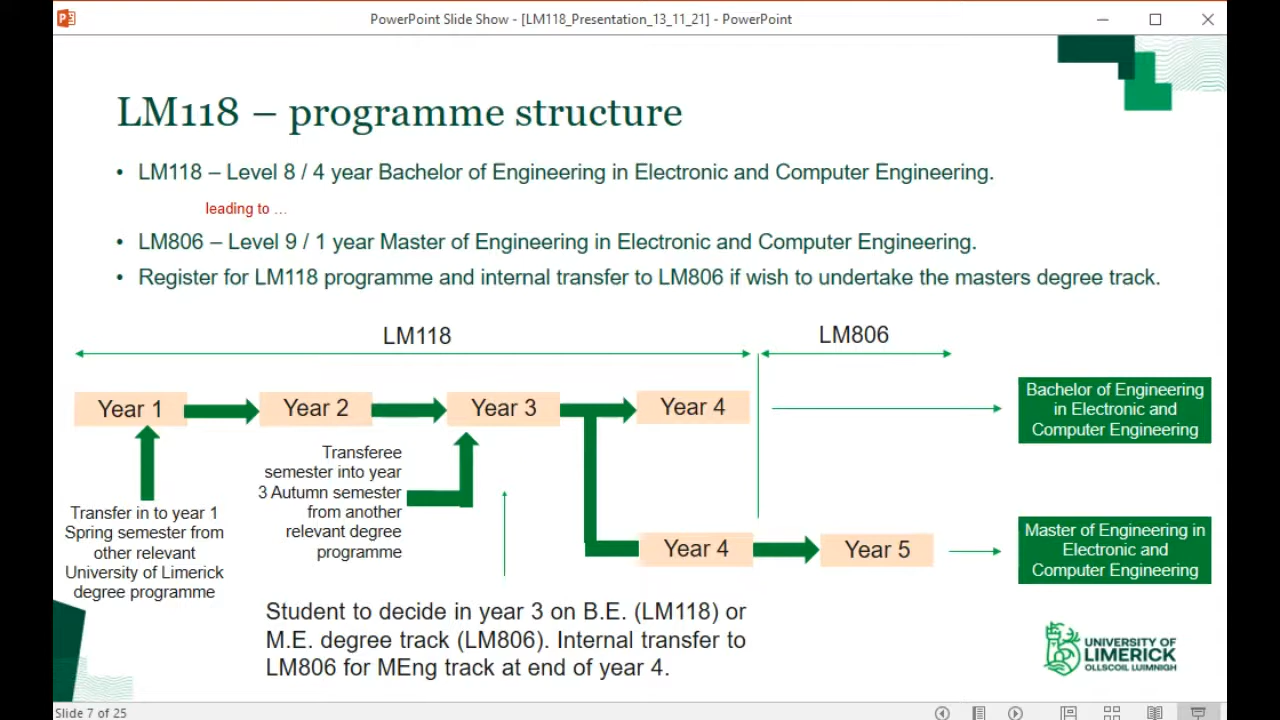 PowerPoint Slide Show - [LM118_Presentation_13_11_21] - PowerPoint
LM118 – programme structure
• LM118 – Level 8 / 4 year Bachelor of Engineering in Electronic and Computer Engineering.
leading to …
• LM806 – Level 9 / 1 year Master of Engineering in Electronic and Computer Engineering.
• Register for LM118 programme and internal transfer to LM806 if wish to undertake the masters degree track.
LM118
LM806
Year 1
Year 2
Year 3
Year 4
Bachelor of Engineering
in Electronic and
Computer Engineering
Transfer in to year 1
Spring semester from
other relevant
University of Limerick
degree programme
Transferee
semester into year
3 Autumn semester
from another
relevant degree
programme
Year 4
Year 5
Master of Engineering in
Electronic and
Computer Engineering
Student to decide in year 3 on B.E. (LM118) or
M.E. degree track (LM806). Internal transfer to
LM806 for MEng track at end of year 4.
UNIVERSITY OF
LIMERICK
OLLSCOIL LUIMNIGH
Slide 7 of 25